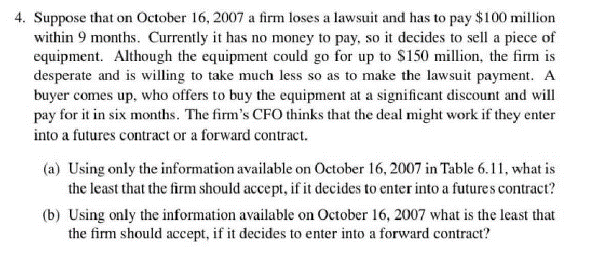 4. Suppose that on October 16, 2007 a firm loses a lawsuit and has to pay $100 million
within 9 months. Currently it has no money to pay, so it decides to sell a piece of
equipment. Although the equipment could go for up to $150 million, the firm is
desperate and is willing to take much less so as to make the lawsuit payment. A
buyer comes up, who offers to buy the equipment at a significant discount and will
pay for it in six months. The firm's CFO thinks that the deal might work if they enter
into a futures contract or a forward contract.
(a) Using only the information available on October 16, 2007 in Table 6.11, what is
the least that the firm should accept, if it decides to enter into a futures contract?
(b) Using only the information available on October 16, 2007 what is the least that
the firm should accept, if it decides to enter into a forward contract?